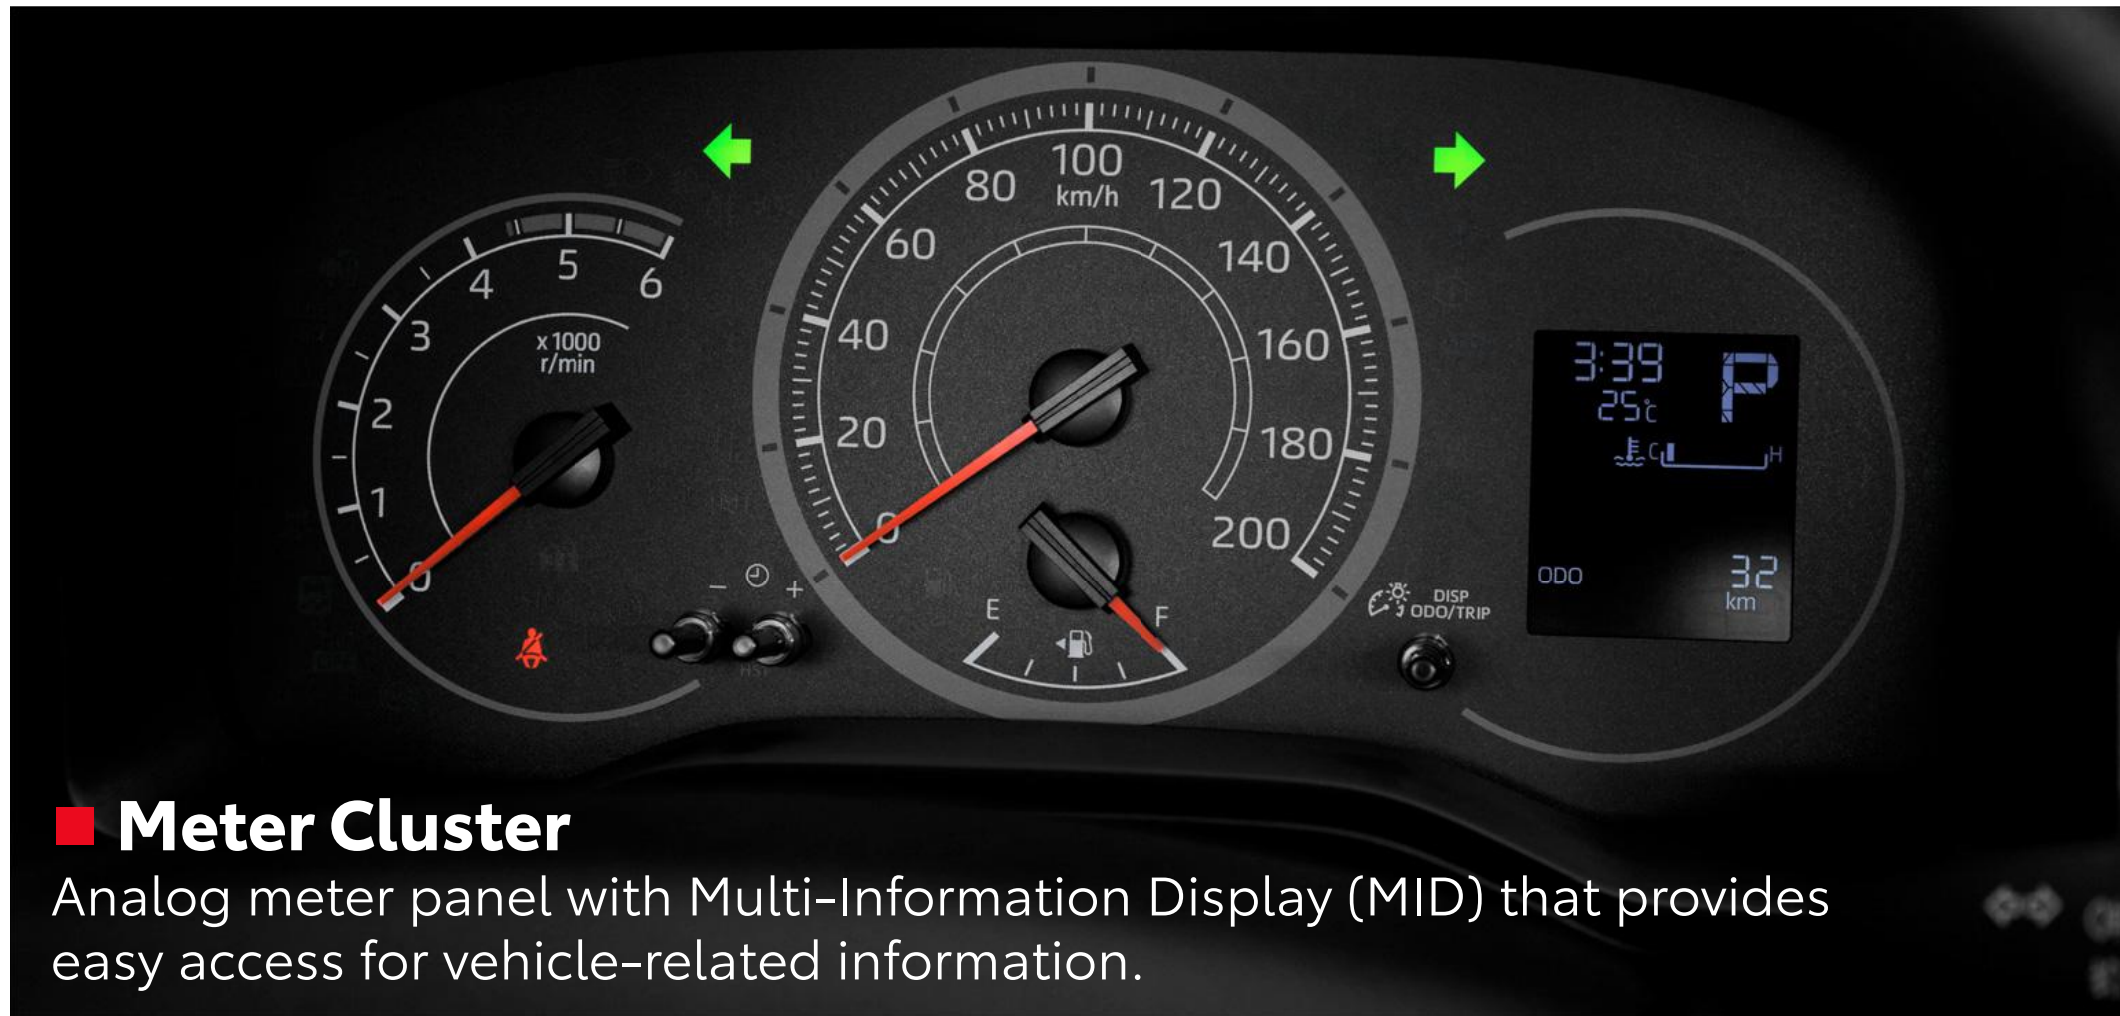 4
5
6
3
x1000
r/min
2
1
0
80
100
km/h
120
60
140
40
160
20
180
0
200
E
F
− +
DISP
ODO/TRIP
3:39
P
25°C
C H
ODO
32
km
Meter Cluster
Analog meter panel with Multi-Information Display (MID) that provides
easy access for vehicle-related information.